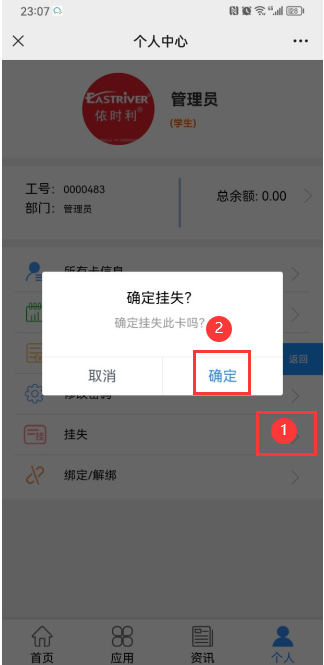 23:07
个人中心
EASTRIVER
依时利®
管理员
(学生)
工号: 0000483
总余额: 0.00
部门: 管理员
所有卡信息
确定挂失?
确定挂失此卡吗?
2
返回
取消
确定
修改密码
挂失
1
绑定/解绑
首页
应用
资讯
个人